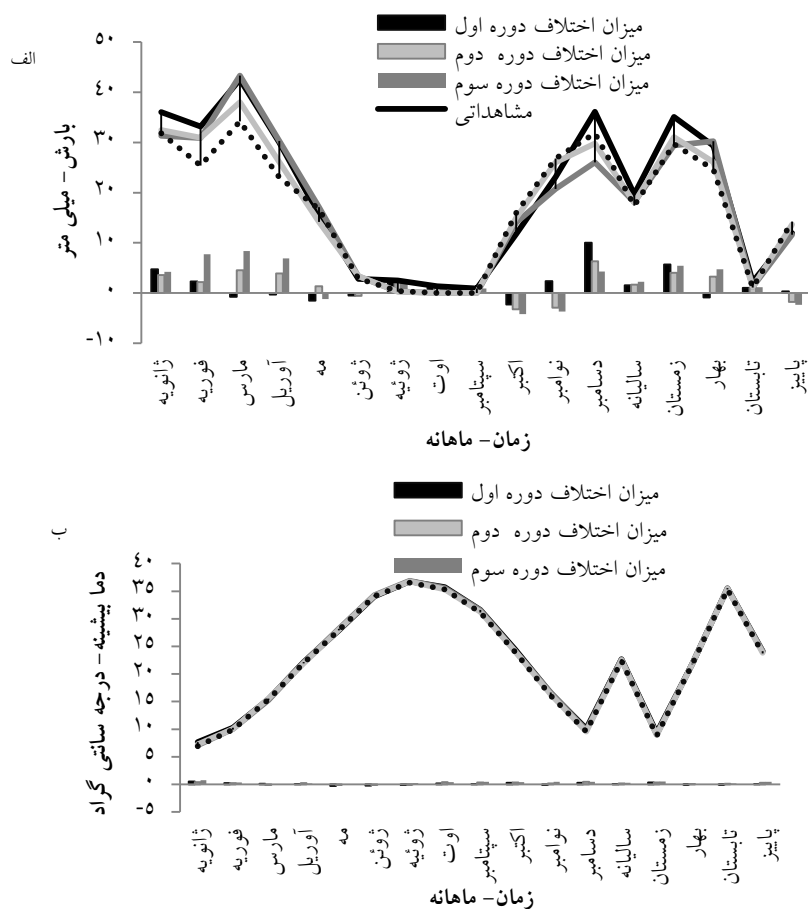 میزان اختلاف دوره اول
میزان اختلاف دوره  دوم
میزان اختلاف دوره سوم
مشاهداتی
الف
بارش- میلی متر
۵۰
۴۰
۳۰
۲۰
۱۰
۰
-۱۰
ژانویه
فوریه
مارس
آوریل
مه
ژوئن
ژوئیه
اوت
سپتامبر
اکتبر
نوامبر
دسامبر
سالیانه
زمستان
بهار
تابستان
پاییز
زمان- ماهانه
میزان اختلاف دوره اول
میزان اختلاف دوره  دوم
میزان اختلاف دوره سوم
دما بیشینه- درجه سانتی گراد
۴۰
۳۵
۳۰
۲۵
۲۰
۱۵
۱۰
۵
۰
-۵
ژانویه
فوریه
مارس
آوریل
مه
ژوئن
ژوئیه
اوت
سپتامبر
اکتبر
نوامبر
دسامبر
سالیانه
زمستان
بهار
تابستان
پاییز
زمان- ماهانه